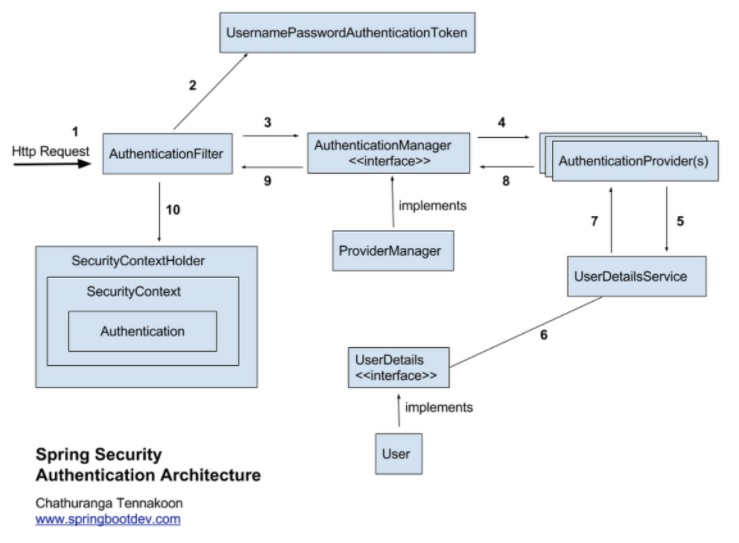 UsernamePasswordAuthenticationToken
2
1
3
4
Http Request
AuthenticationFilter
AuthenticationManager
<<interface>>
AuthenticationProvider(s)
9
8
10
implements
7
5
SecurityContextHolder
ProviderManager
SecurityContext
UserDetailsService
Authentication
6
UserDetails
<<interface>>
implements
User
Spring Security
Authentication Architecture
Chathuranga Tennakoon
www.springbootdev.com